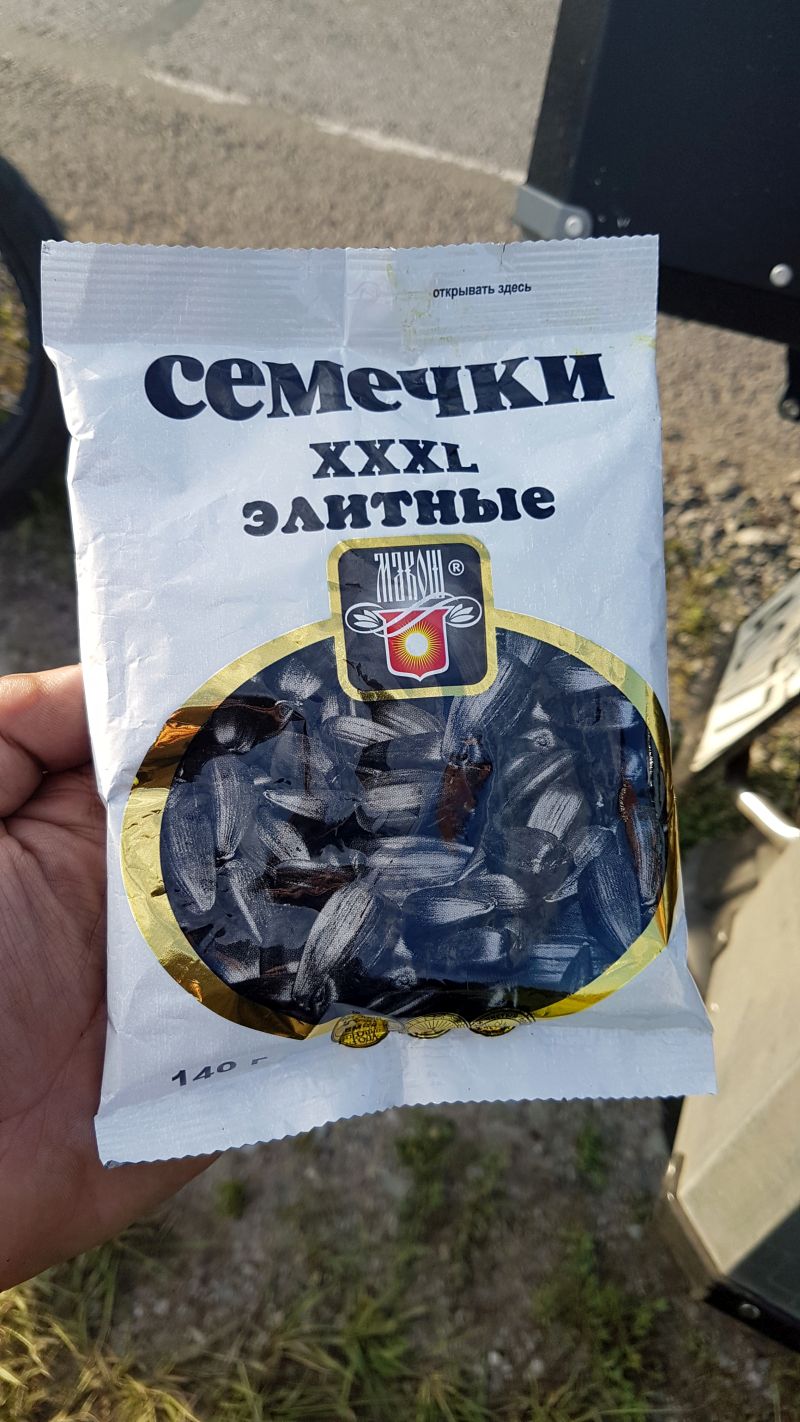 открывать здесь
семечки
XXXL
элитные
МАКОШ ®
140 г